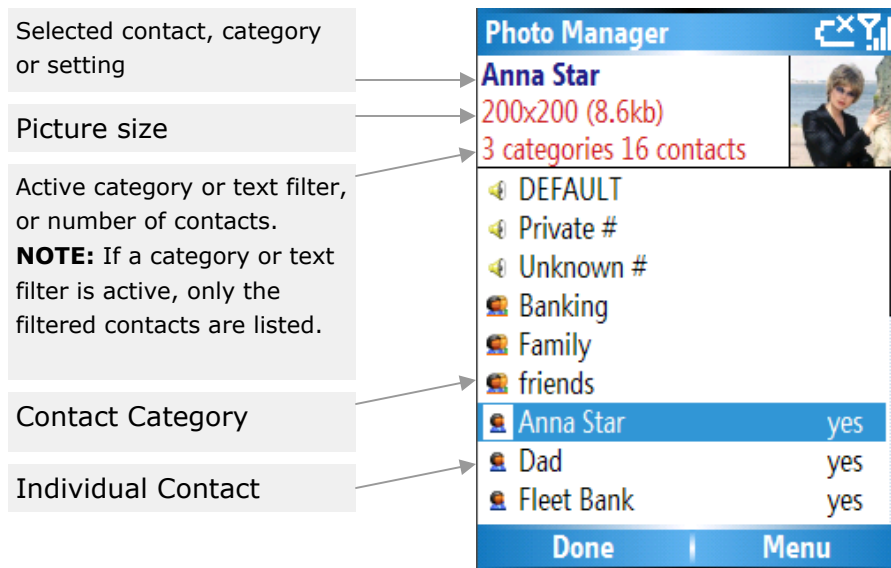 Selected contact, category
or setting
Picture size
Active category or text filter,
or number of contacts.
NOTE: If a category or text
filter is active, only the
filtered contacts are listed.
Contact Category
Individual Contact
Photo Manager
Anna Star
200x200 (8.6kb)
3 categories 16 contacts
DEFAULT
Private #
Unknown #
Banking
Family
friends
Anna Star yes
Dad yes
Fleet Bank yes
Done Menu